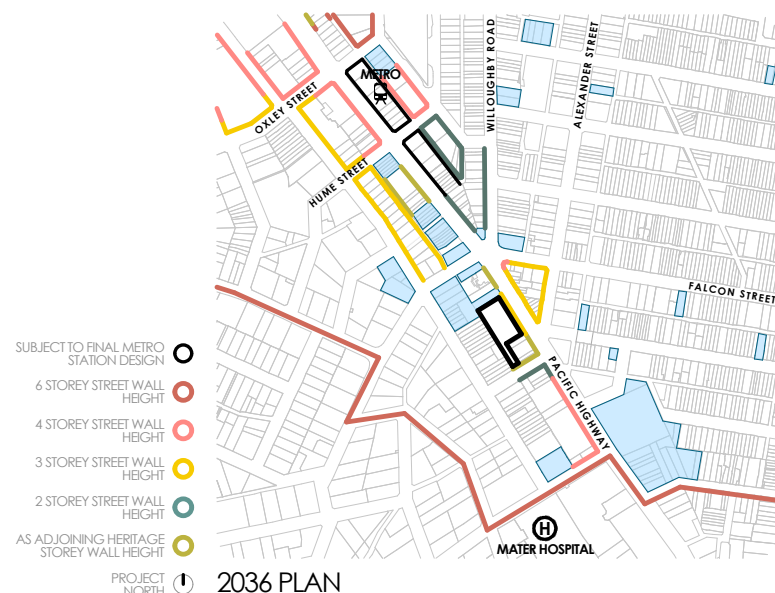 WILLOUGHBY ROAD
ALEXANDER STREET
METRO
OXLEY STREET
HUME STREET
FALCON STREET
PACIFIC HIGHWAY
SUBJECT TO FINAL METRO
STATION DESIGN
6 STOREY STREET WALL
HEIGHT
4 STOREY STREET WALL
HEIGHT
3 STOREY STREET WALL
HEIGHT
2 STOREY STREET WALL
HEIGHT
AS ADJOINING HERITAGE
STOREY WALL HEIGHT
H
MATER HOSPITAL
PROJECT
NORTH
2036 PLAN